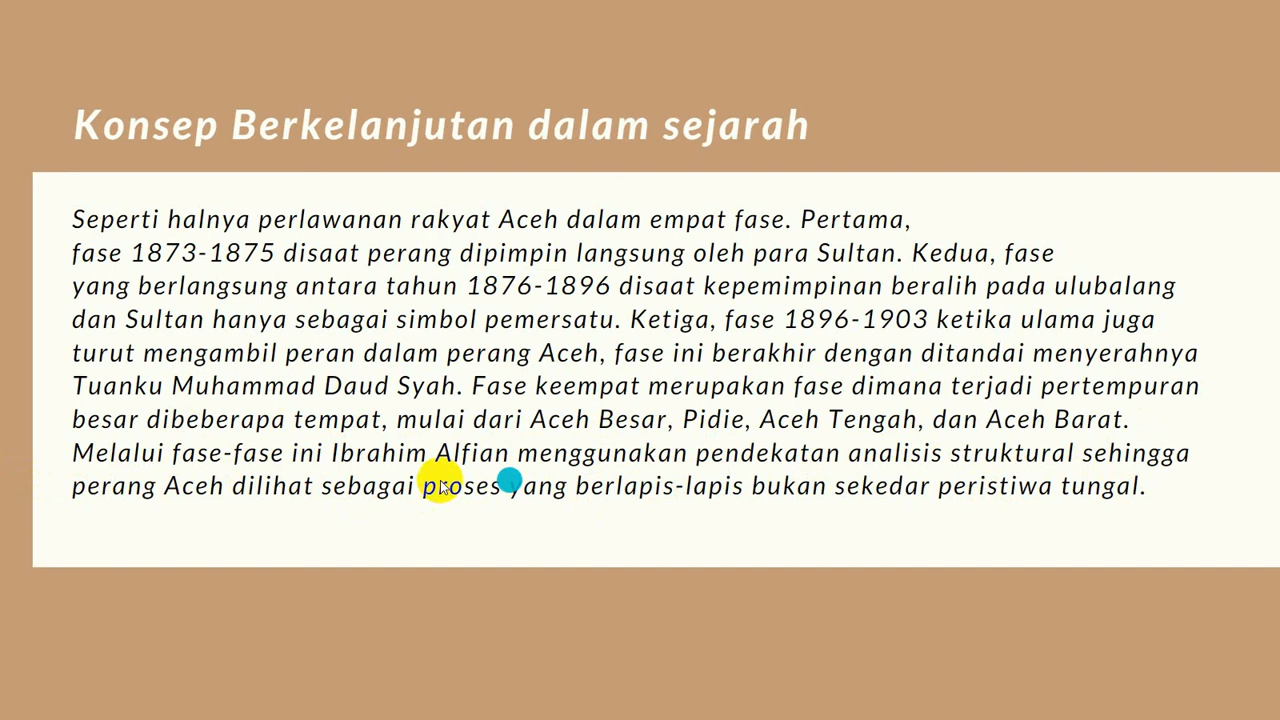 Konsep Berkelanjutan dalam sejarah
Seperti halnya perlawanan rakyat Aceh dalam empat fase. Pertama,
fase 1873-1875 disaat perang dipimpin langsung oleh para Sultan. Kedua, fase
yang berlangsung antara tahun 1876-1896 disaat kepemimpinan beralih pada ulubalang
dan Sultan hanya sebagai simbol pemersatu. Ketiga, fase 1896-1903 ketika ulama juga
turut mengambil peran dalam perang Aceh, fase ini berakhir dengan ditandai menyerahnya
Tuanku Muhammad Daud Syah. Fase keempat merupakan fase dimana terjadi pertempuran
besar dibeberapa tempat, mulai dari Aceh Besar, Pidie, Aceh Tengah, dan Aceh Barat.
Melalui fase-fase ini Ibrahim Alfian menggunakan pendekatan analisis struktural sehingga
perang Aceh dilihat sebagai proses yang berlapis-lapis bukan sekedar peristiwa tungal.